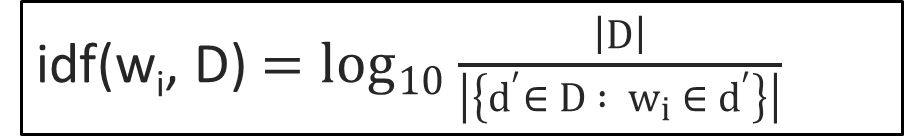 idf(wᵢ, D) = log₁₀ |D| / |{d′ ∈ D : wᵢ ∈ d′}|